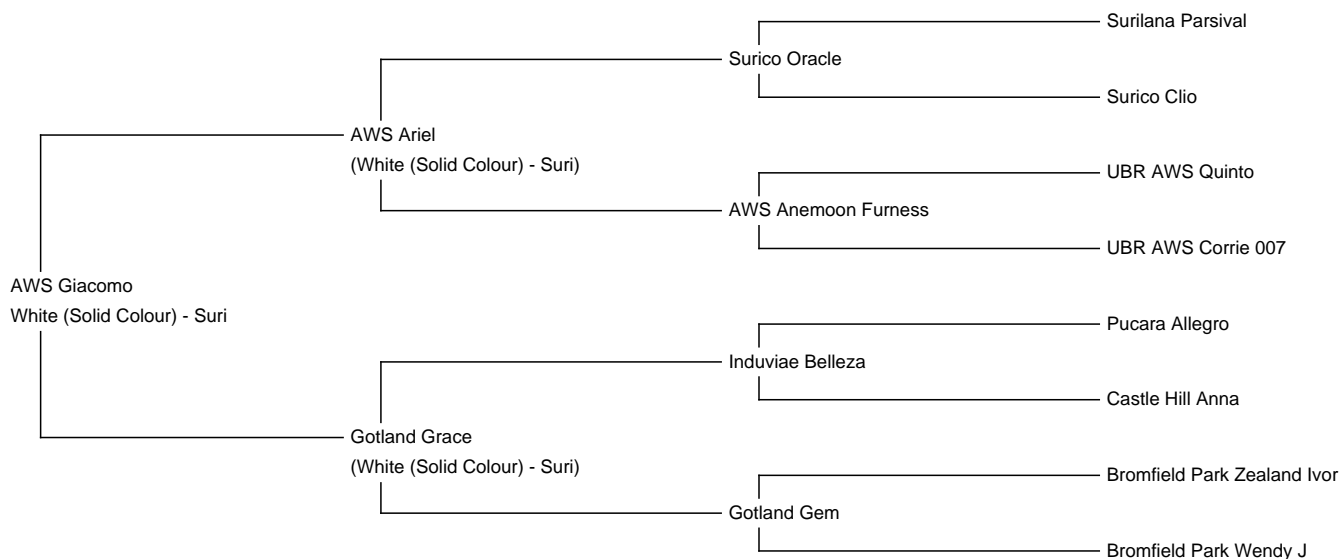 Surilana Parsival
Surico Oracle
Surico Clio
AWS Ariel
(White (Solid Colour) - Suri)
UBR AWS Quinto
AWS Anemoon Furness
UBR AWS Corrie 007
AWS Giacomo
White (Solid Colour) - Suri
Pucara Allegro
Induviae Belleza
Castle Hill Anna
Gotland Grace
(White (Solid Colour) - Suri)
Bromfield Park Zealand Ivor
Gotland Gem
Bromfield Park Wendy J